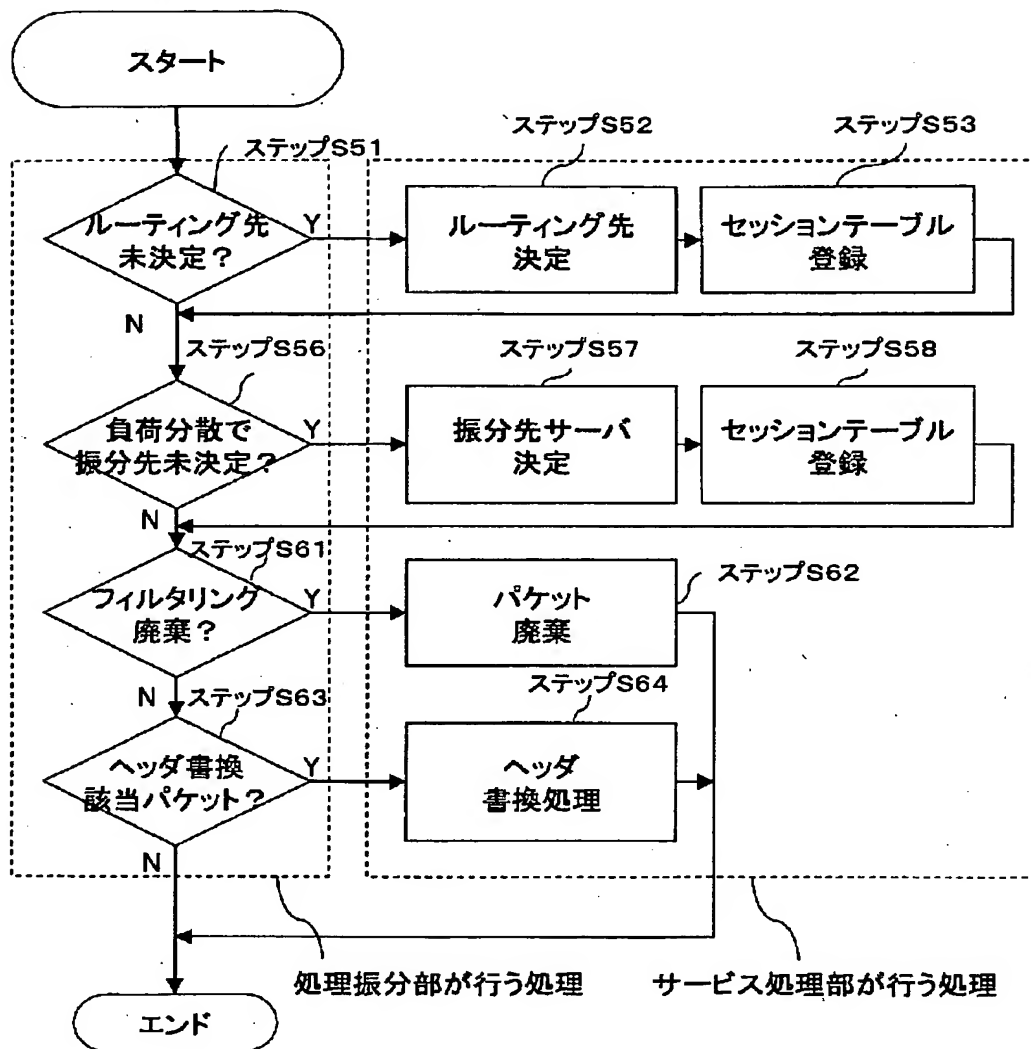 スタート
ステップS51
ステップS52
ステップS53
ルーティング先
未決定？
Y
ルーティング先
決定
セッションテーブル
登録
N
ステップS56
ステップS57
ステップS58
負荷分散で
振分先未決定？
Y
振分先サーバ
決定
セッションテーブル
登録
N
ステップS61
フィルタリング
廃棄？
Y
パケット
廃棄
ステップS62
N
ステップS63
ステップS64
ヘッダ書換
該当パケット？
Y
ヘッダ
書換処理
N
処理振分部が行う処理
サービス処理部が行う処理
エンド